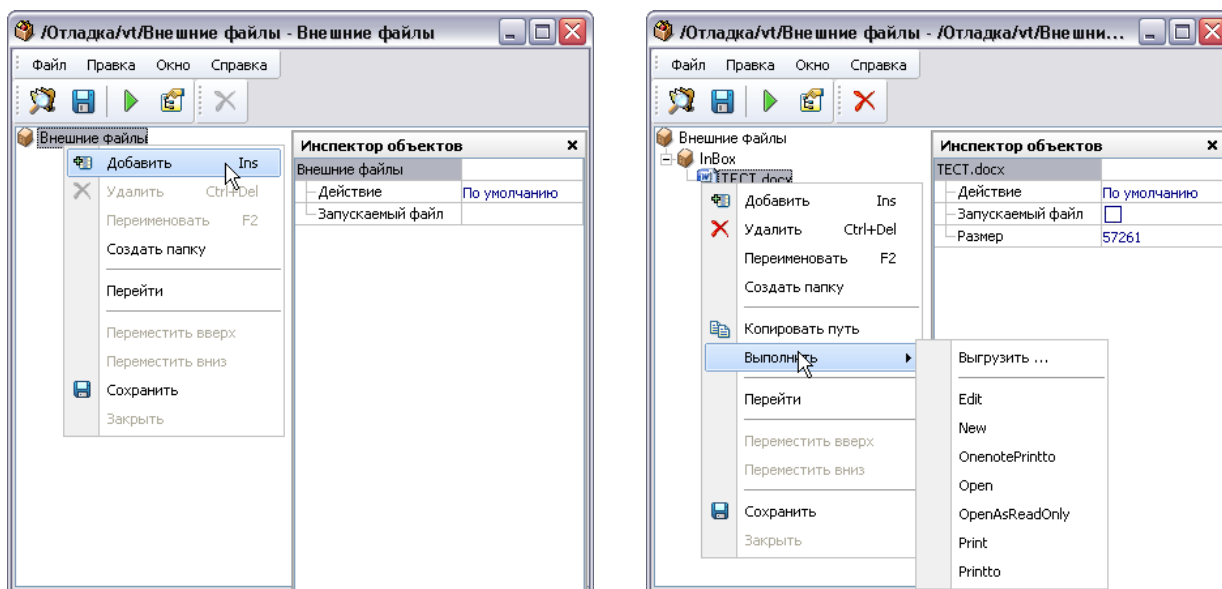 /Отладка/vt/Внешние файлы - Внешние файлы
Файл Правка Окно Справка
Внешние файлы
Добавить Ins
Удалить Ctrl+Del
Переименовать F2
Создать папку
Перейти
Переместить вверх
Переместить вниз
Сохранить
Закрыть
Инспектор объектов
Внешние файлы
Действие По умолчанию
Запускаемый файл
/Отладка/vt/Внешние файлы - /Отладка/vt/Внешни...
Файл Правка Окно Справка
Внешние файлы
InBox
ТЕСТ.docx
Добавить Ins
Удалить Ctrl+Del
Переименовать F2
Создать папку
Копировать путь
Выполнить
Перейти
Переместить вверх
Переместить вниз
Сохранить
Закрыть
Выгрузить ...
Edit
New
OnenotePrintto
Open
OpenAsReadOnly
Print
Printto
Инспектор объектов
ТЕСТ.docx
Действие По умолчанию
Запускаемый файл
Размер 57261